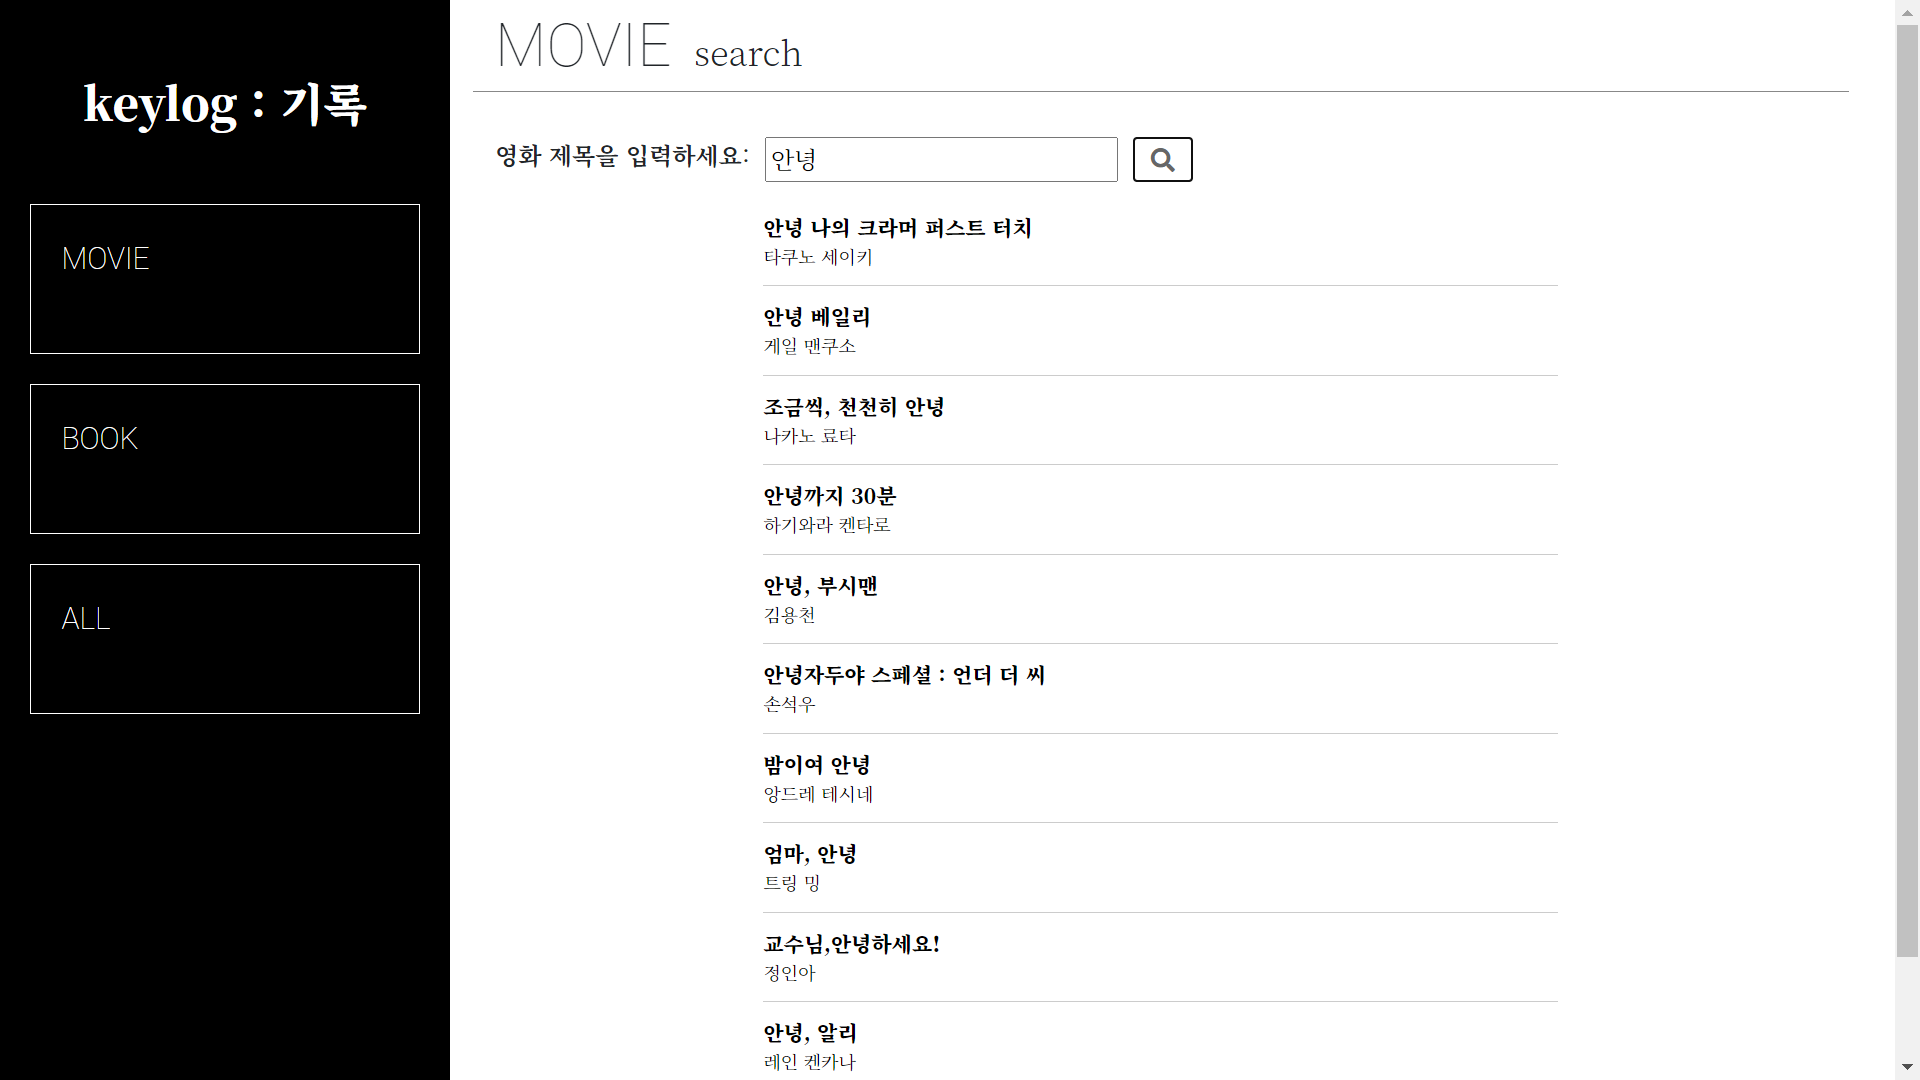 keylog : 기록
MOVIE
BOOK
ALL
MOVIE search
영화 제목을 입력하세요: 안녕
안녕 나의 크라머 퍼스트 터치
타쿠노 세이키
안녕 베일리
게일 맨쿠소
조금씩, 천천히 안녕
나카노 료타
안녕까지 30분
하기와라 켄타로
안녕, 부시맨
김용천
안녕자두야 스페셜 : 언더 더 씨
손석우
밤이여 안녕
앙드레 테시네
엄마, 안녕
트링 밍
교수님,안녕하세요!
정인아
안녕, 알리
레인 켄카나